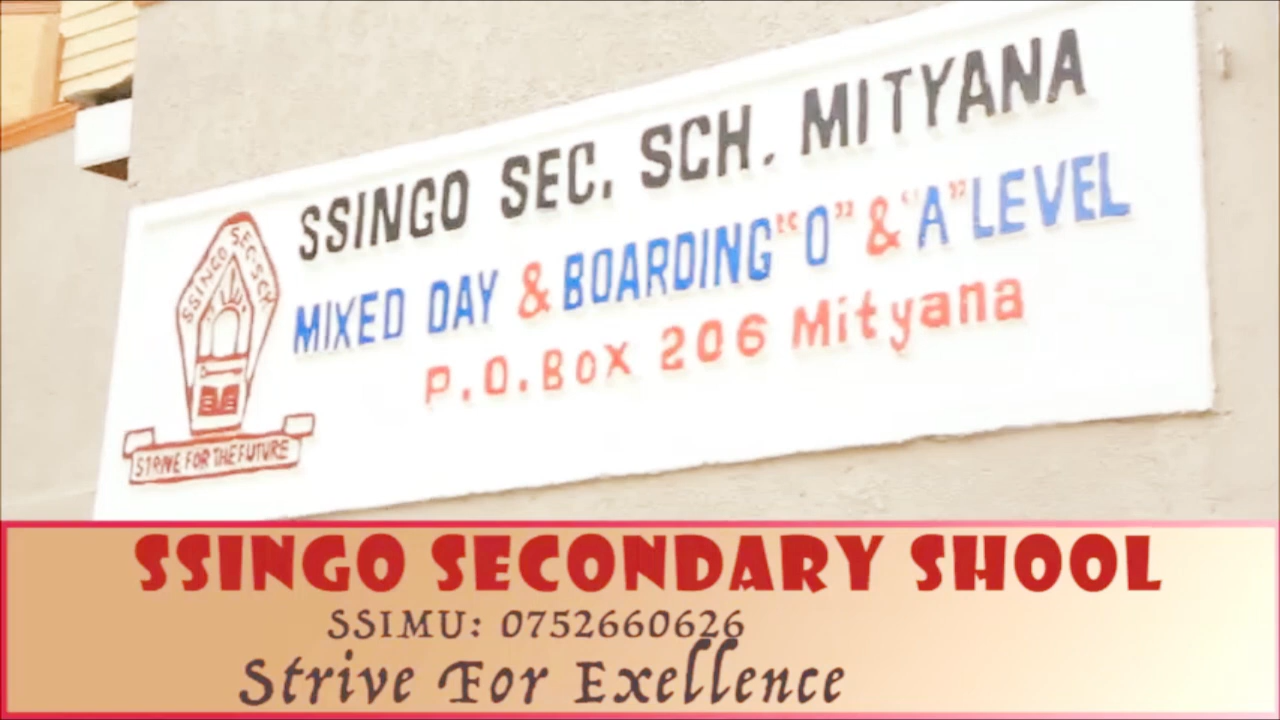 SSINGO SEC. SCH. MITYANA
MIXED DAY & BOARDING "O" & "A" LEVEL
P.O.Box 206 Mityana
SSINGO SEC. SCH
STRIVE FOR THE FUTURE
SSINGO SECONDARY SHOOL
SSIMU: 0752660626
Strive For Exellence